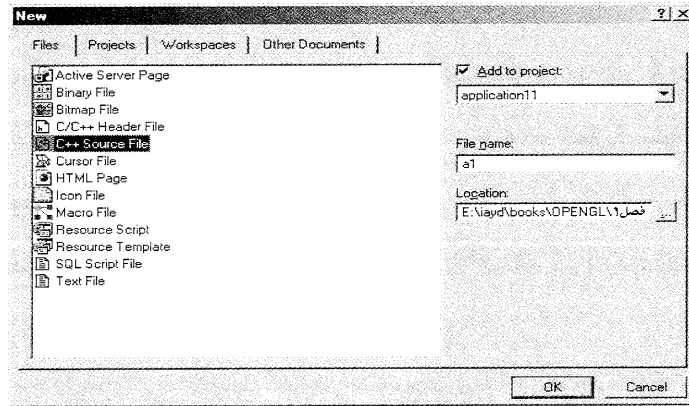 New
Files Projects Workspaces Other Documents
Active Server Page
Binary File
Bitmap File
C/C++ Header File
C++ Source File
Cursor File
HTML Page
Icon File
Macro File
Resource Script
Resource Template
SQL Script File
Text File
Add to project:
application11
File name:
a1
Location:
E:\iayd\books\OPENGL\فصل1
...
OK Cancel